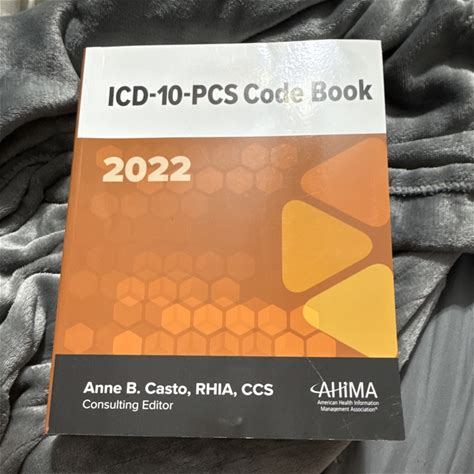 ICD-10-PCS Code Book
2022
Anne B. Casto, RHIA, CCS
Consulting Editor
AHiMA
American Health Information
Management Association®